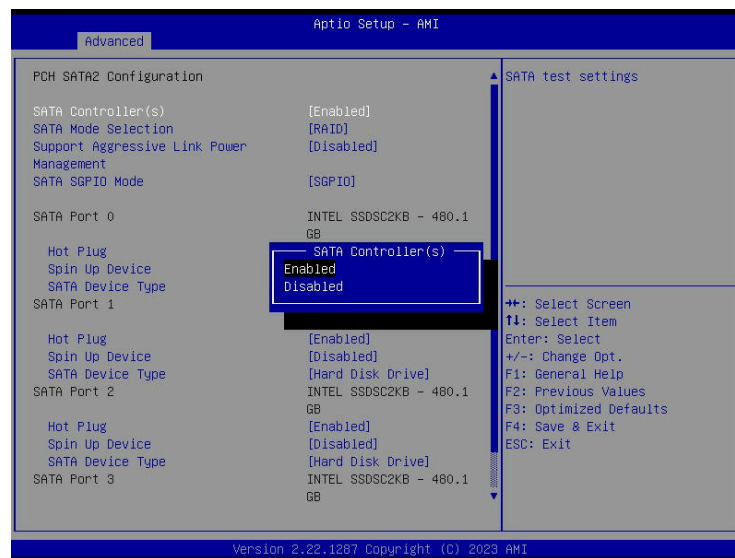 Aptio Setup – AMI
Advanced
PCH SATA2 Configuration
SATA test settings
SATA Controller(s) [Enabled]
SATA Mode Selection [RAID]
Support Aggressive Link Power [Disabled]
Management
SATA SGPIO Mode [SGPIO]
SATA Port 0 INTEL SSDSC2KB – 480.1
GB
Hot Plug
SATA Controller(s)
Spin Up Device
Enabled
SATA Device Type
Disabled
SATA Port 1
Hot Plug [Enabled]
Spin Up Device [Disabled]
SATA Device Type [Hard Disk Drive]
SATA Port 2 INTEL SSDSC2KB – 480.1
GB
Hot Plug [Enabled]
Spin Up Device [Disabled]
SATA Device Type [Hard Disk Drive]
SATA Port 3 INTEL SSDSC2KB – 480.1
GB
→←: Select Screen
↑↓: Select Item
Enter: Select
+/-: Change Opt.
F1: General Help
F2: Previous Values
F3: Optimized Defaults
F4: Save & Exit
ESC: Exit
Version 2.22.1287 Copyright (C) 2023 AMI